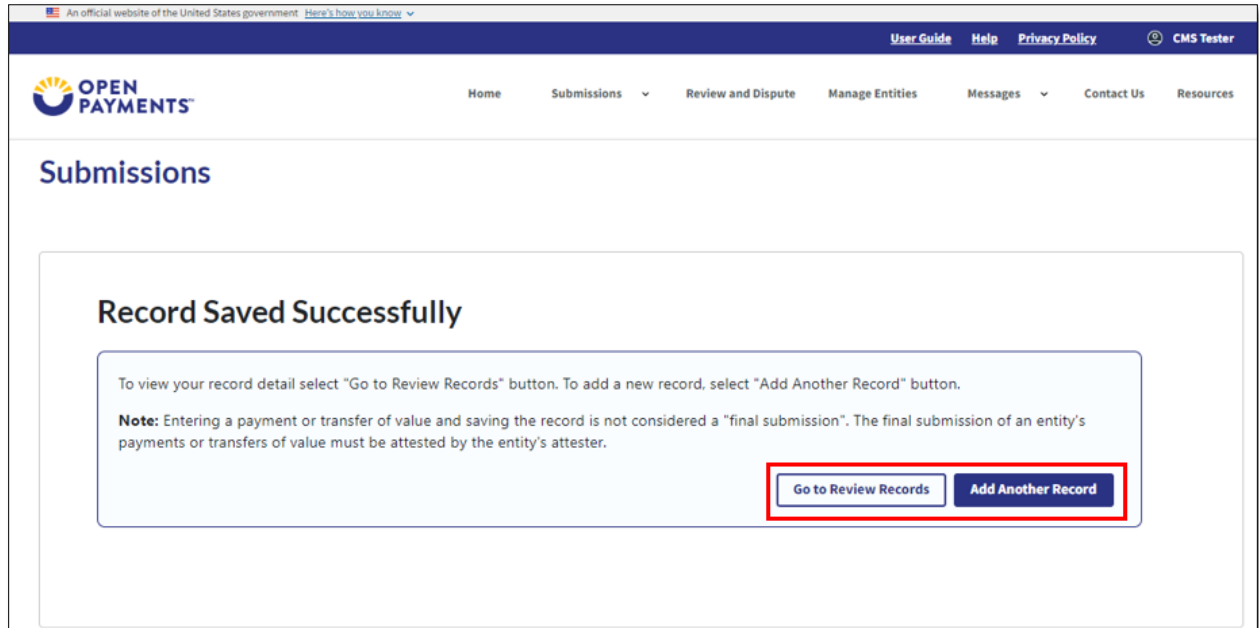 An official website of the United States government Here's how you know
User Guide Help Privacy Policy CMS Tester
OPEN
PAYMENTS™
Home Submissions Review and Dispute Manage Entities Messages Contact Us Resources
Submissions
Record Saved Successfully
To view your record detail select "Go to Review Records" button. To add a new record, select "Add Another Record" button.
Note: Entering a payment or transfer of value and saving the record is not considered a "final submission". The final submission of an entity's
payments or transfers of value must be attested by the entity's attester.
Go to Review Records Add Another Record